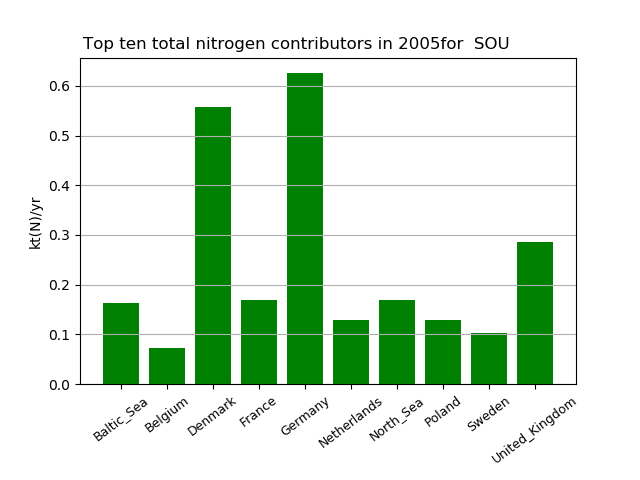 Top ten total nitrogen contributors in 2005for  SOU
kt(N)/yr
0.6
0.5
0.4
0.3
0.2
0.1
0.0
Baltic_Sea
Belgium
Denmark
France
Germany
Netherlands
North_Sea
Poland
Sweden
United_Kingdom